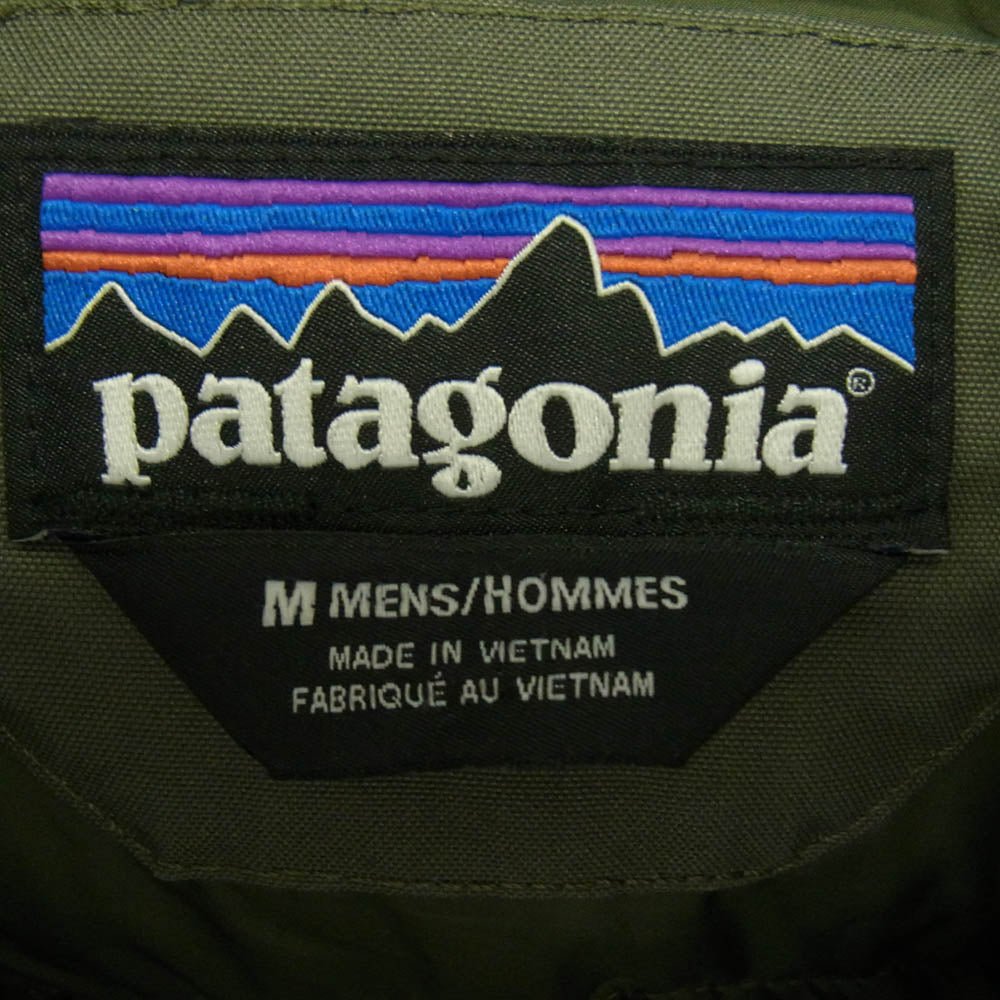 patagonia®
M MENS/HOMMES
MADE IN VIETNAM
FABRIQUÉ AU VIETNAM